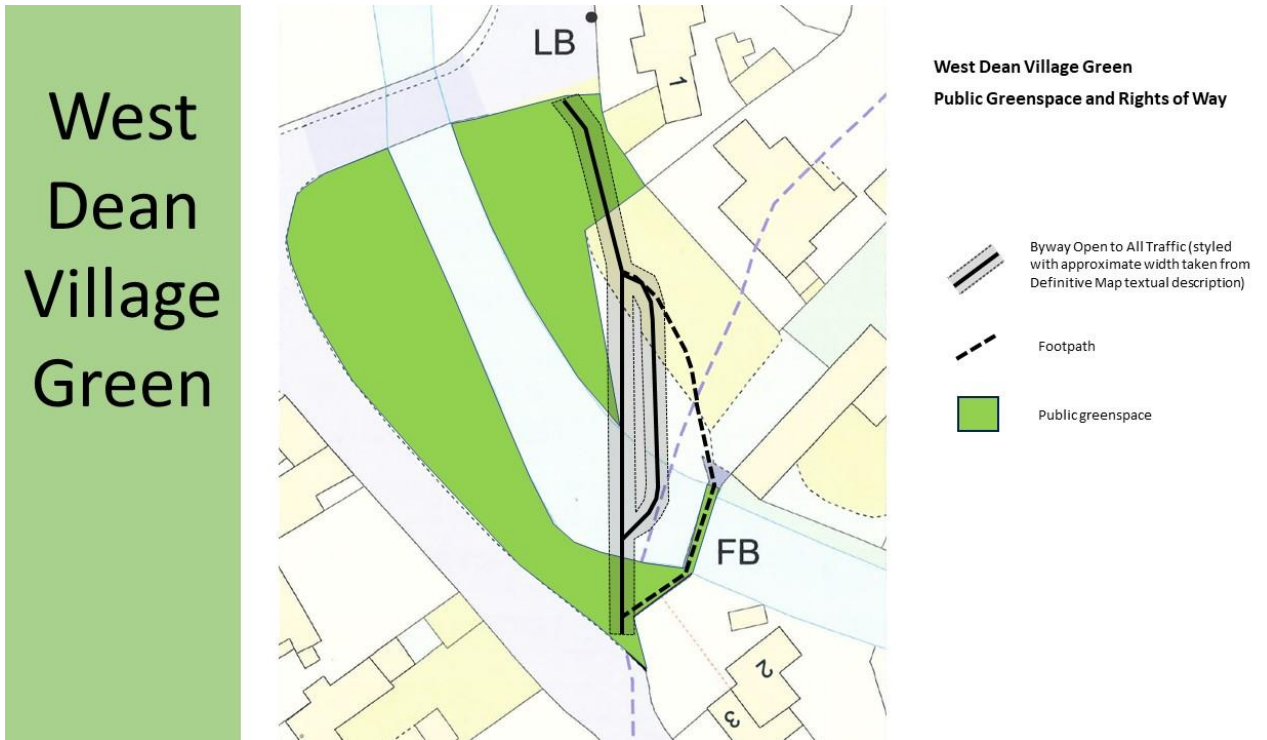 West
Dean
Village
Green
LB
1
FB
2
3
West Dean Village Green
Public Greenspace and Rights of Way
Byway Open to All Traffic (styled
with approximate width taken from
Definitive Map textual description)
Footpath
Public greenspace